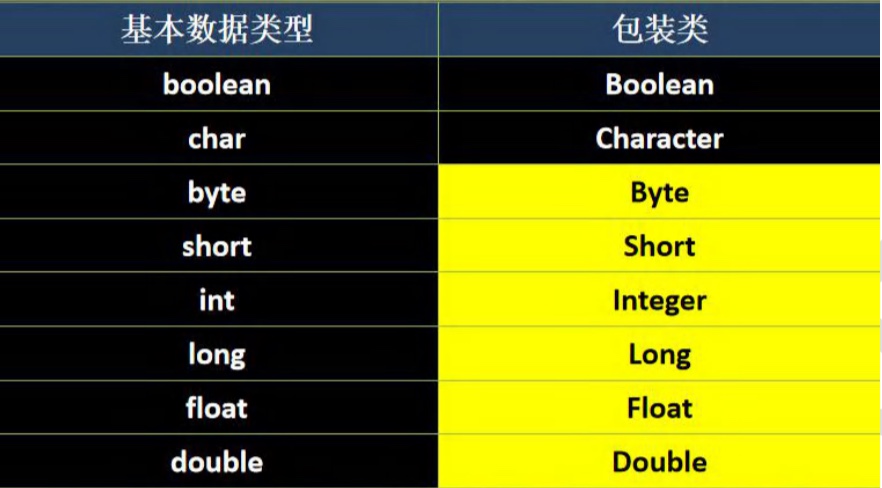 基本数据类型 包装类
boolean Boolean
char Character
byte Byte
short Short
int Integer
long Long
float Float
double Double